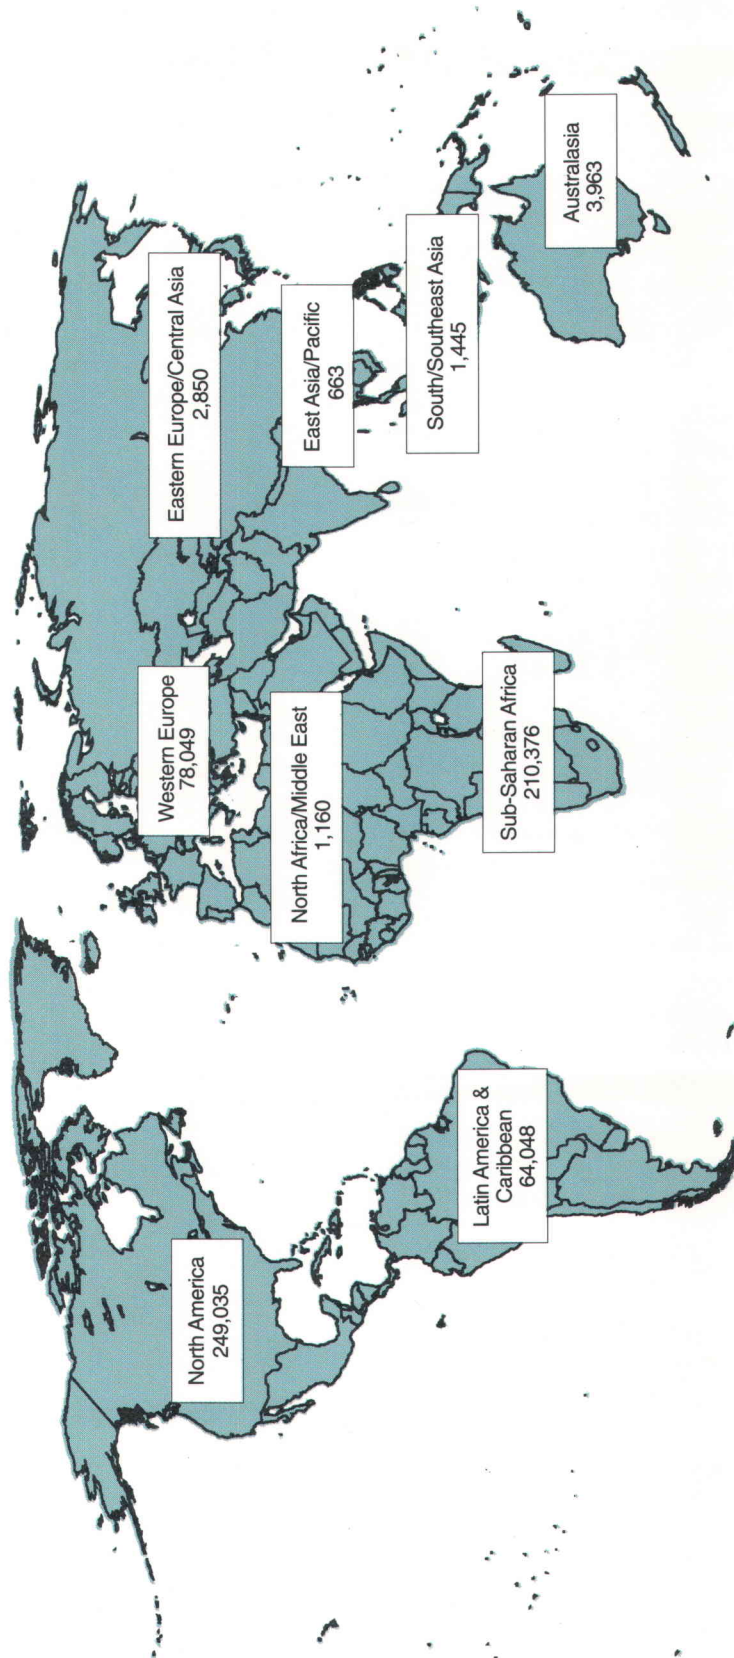 North America
249,035
Latin America &
Caribbean
64,048
Western Europe
78,049
North Africa/Middle East
1,160
Sub-Saharan Africa
210,376
Eastern Europe/Central Asia
2,850
East Asia/Pacific
663
South/Southeast Asia
1,445
Australasia
3,963